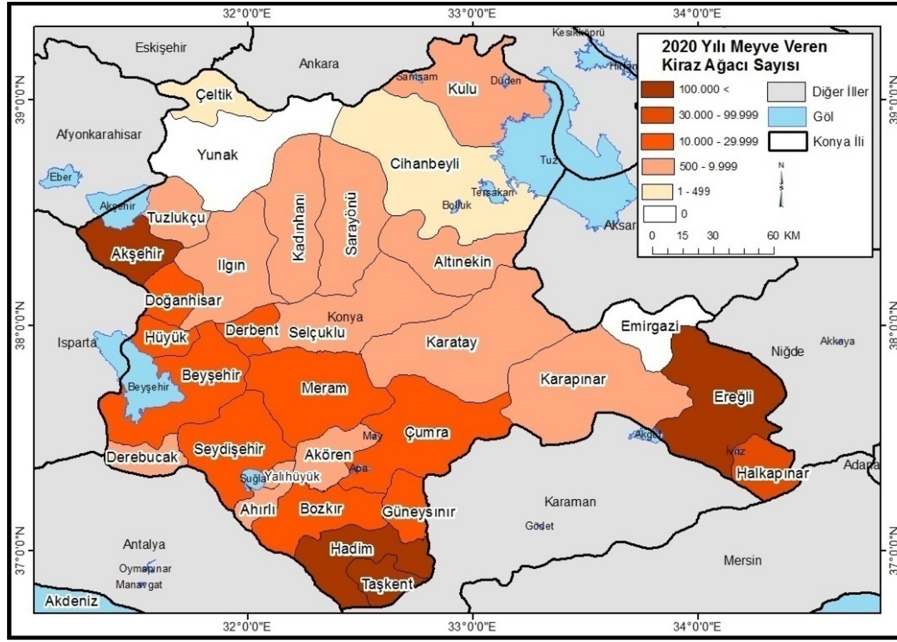 32°0'0"E
33°0'0"E
34°0'0"E
2020 Yılı Meyve Veren
Kiraz Ağacı Sayısı
100.000 <
30.000 - 99.999
10.000 - 29.999
500 - 9.999
1 - 499
0
Diğer İller
Göl
Konya İli
N
0 15 30 60 KM
Eskişehir
Ankara
Kesikköprü
Samsam
Düden
Kulu
39°0'0"N
39°0'0"N
Çeltik
Afyonkarahisar
Yunak
Cihanbeyli
Tuz
Eber
Tersakan
Bolluk
Akşehir
Tuzlukçu
Kadınhanı
Sarayönü
Akşehir
Ilgın
Altınekin
Doğanhisar
38°0'0"N
38°0'0"N
Isparta
Hüyük
Derbent
Konya
Selçuklu
Emirgazi
Karatay
Niğde
Akkaya
Beyşehir
Beyşehir
Meram
Karapınar
Ereğli
Seydişehir
Çumra
May
Akgöl
İvriz
Derebucak
Akören
Apa
Halkapınar
Adana
Suğla
Yalıhüyük
Ahırlı
Bozkır
Güneysınır
Karaman
Gödet
37°0'0"N
37°0'0"N
Antalya
Hadim
Mersin
Oymapınar
Manavgat
Taşkent
Akdeniz
32°0'0"E
33°0'0"E
34°0'0"E